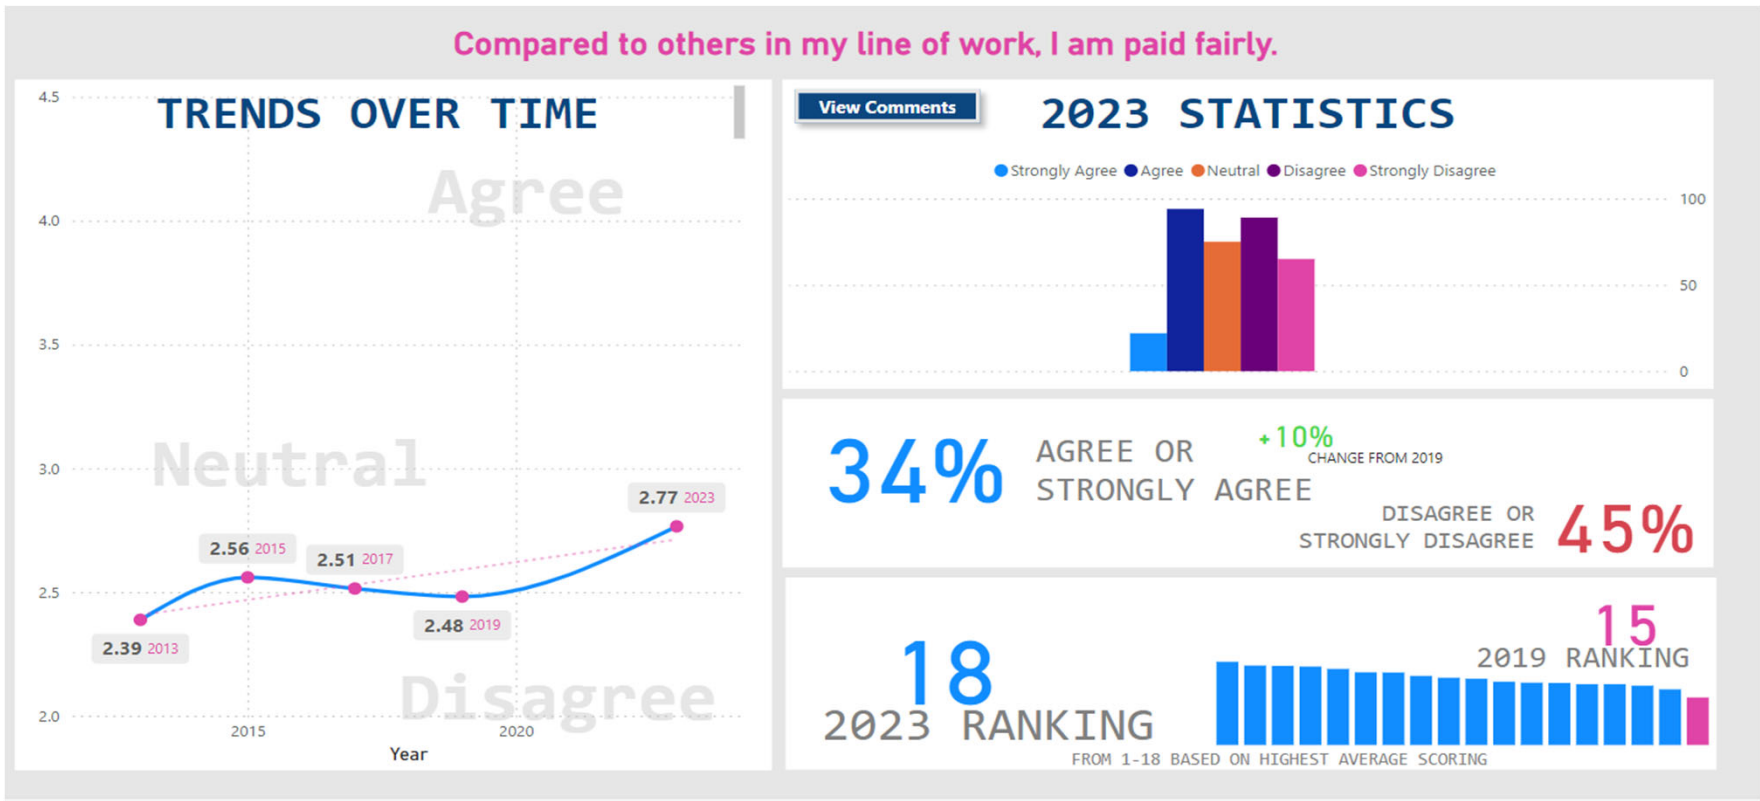 Compared to others in my line of work, I am paid fairly.
TRENDS OVER TIME
4.5
4.0
3.5
3.0
2.5
2.0
Agree
Neutral
Disagree
2.39 2013
2.56 2015
2.51 2017
2.48 2019
2.77 2023
2015
2020
Year
View Comments
2023 STATISTICS
Strongly Agree Agree Neutral Disagree Strongly Disagree
100
50
0
34%
AGREE OR
STRONGLY AGREE
+10%
CHANGE FROM 2019
DISAGREE OR
STRONGLY DISAGREE
45%
18
2023 RANKING
15
2019 RANKING
FROM 1-18 BASED ON HIGHEST AVERAGE SCORING